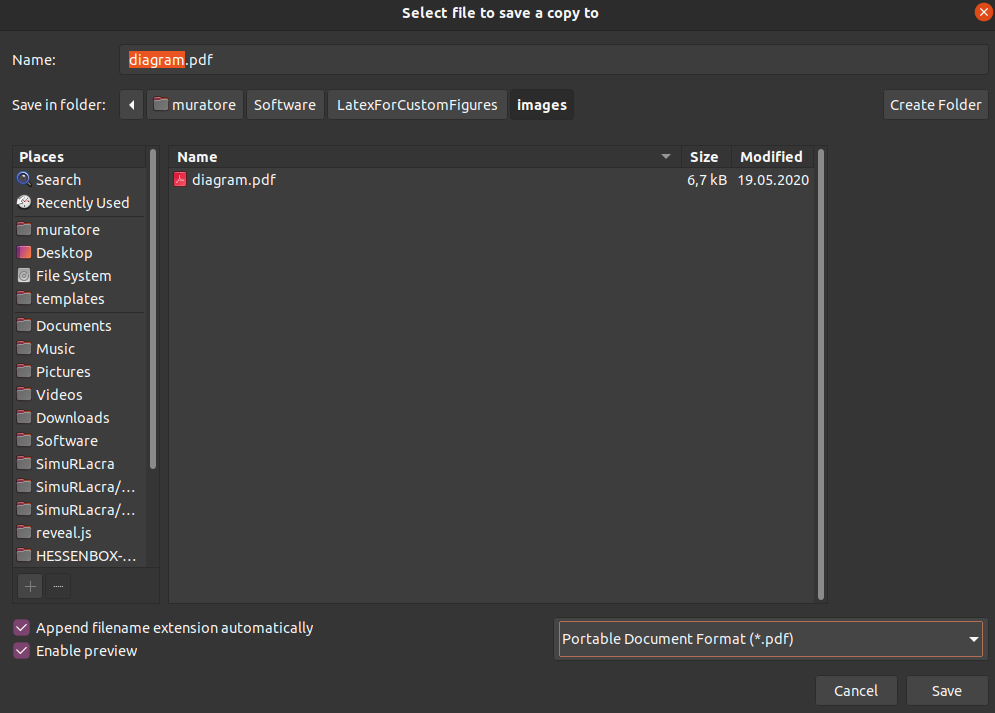 Select file to save a copy to
Name: diagram.pdf
Save in folder: muratore Software LatexForCustomFigures images Create Folder
Places
Search
Recently Used
muratore
Desktop
File System
templates
Documents
Music
Pictures
Videos
Downloads
Software
SimuRLacra
SimuRLacra/...
SimuRLacra/...
reveal.js
HESSENBOX-...
Name Size Modified
diagram.pdf 6,7 kB 19.05.2020
Append filename extension automatically
Enable preview
Portable Document Format (*.pdf)
Cancel Save